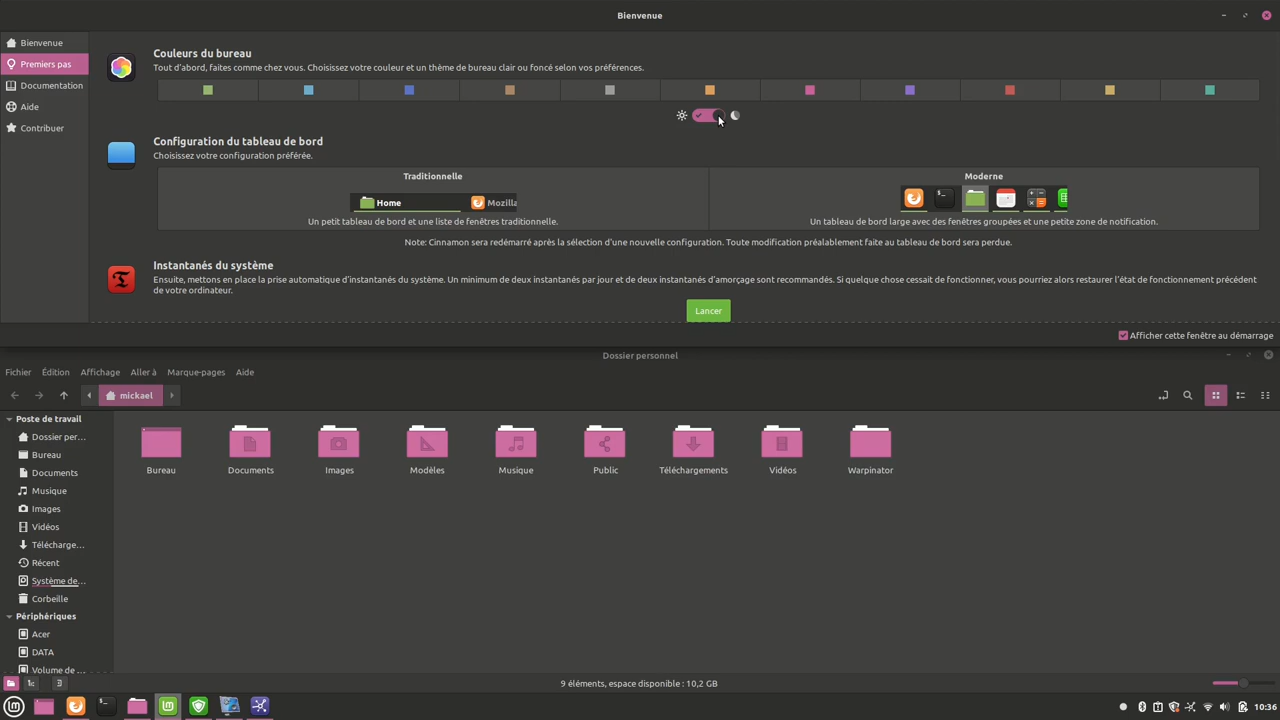 Bienvenue
Bienvenue
Premiers pas
Documentation
Aide
Contribuer
Couleurs du bureau
Tout d'abord, faites comme chez vous. Choisissez votre couleur et un thème de bureau clair ou foncé selon vos préférences.
Configuration du tableau de bord
Choisissez votre configuration préférée.
Traditionnelle
Home
Mozilla
Un petit tableau de bord et une liste de fenêtres traditionnelle.
Moderne
Un tableau de bord large avec des fenêtres groupées et une petite zone de notification.
Note: Cinnamon sera redémarré après la sélection d'une nouvelle configuration. Toute modification préalablement faite au tableau de bord sera perdue.
Instantanés du système
Ensuite, mettons en place la prise automatique d'instantanés du système. Un minimum de deux instantanés par jour et de deux instantanés d'amorçage sont recommandés. Si quelque chose cessait de fonctionner, vous pourriez alors restaurer l'état de fonctionnement précédent
de votre ordinateur.
Lancer
Afficher cette fenêtre au démarrage
Dossier personnel
Fichier Édition Affichage Aller à Marque-pages Aide
mickael
Poste de travail
Dossier per...
Bureau
Documents
Musique
Images
Vidéos
Télécharge...
Récent
Système de...
Corbeille
Périphériques
Acer
DATA
Volume de ...
Bureau Documents Images Modèles Musique Public Téléchargements Vidéos Warpinator
9 éléments, espace disponible : 10,2 GB
10:36